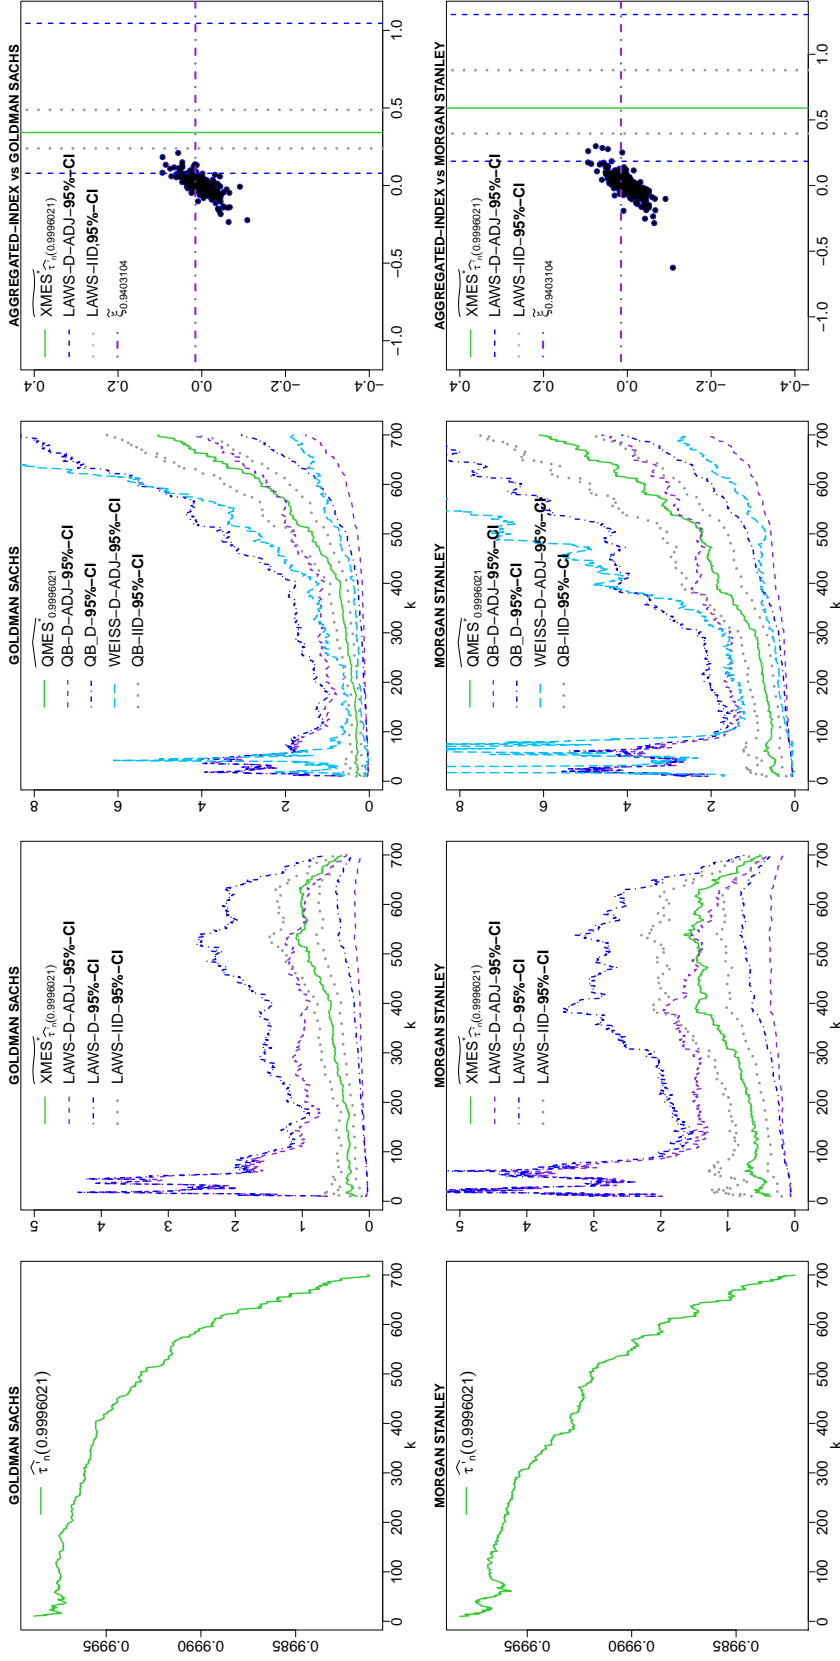 GOLDMAN SACHS
τ̂'ₙ(0.9996021)
0.9995
0.9990
0.9985
0 100 200 300 400 500 600 700
k
GOLDMAN SACHS
XMES* τ̂'ₙ(0.9996021)
LAWS−D−ADJ−95%−CI
LAWS−D−95%−CI
LAWS−IID−95%−CI
5
4
3
2
1
0
0 100 200 300 400 500 600 700
k
GOLDMAN SACHS
QMES* 0.9996021
QB−D−ADJ−95%−CI
QB_D−95%−CI
WEISS−D−ADJ−95%−CI
QB−IID−95%−CI
8
6
4
2
0
0 100 200 300 400 500 600 700
k
AGGREGATED−INDEX vs GOLDMAN SACHS
XMES* τ̂'ₙ(0.9996021)
LAWS−D−ADJ−95%−CI
LAWS−IID,95%−CI
ξ̃0.9403104
0.4
0.2
0.0
−0.2
−0.4
−1.0 −0.5 0.0 0.5 1.0
MORGAN STANLEY
τ̂'ₙ(0.9996021)
0.9995
0.9990
0.9985
0 100 200 300 400 500 600 700
k
MORGAN STANLEY
XMES* τ̂'ₙ(0.9996021)
LAWS−D−ADJ−95%−CI
LAWS−D−95%−CI
LAWS−IID−95%−CI
5
4
3
2
1
0
0 100 200 300 400 500 600 700
k
MORGAN STANLEY
QMES* 0.9996021
QB−D−ADJ−95%−CI
QB_D−95%−CI
WEISS−D−ADJ−95%−CI
QB−IID−95%−CI
8
6
4
2
0
0 100 200 300 400 500 600 700
k
AGGREGATED−INDEX vs MORGAN STANLEY
XMES* τ̂'ₙ(0.9996021)
LAWS−D−ADJ−95%−CI
LAWS−IID−95%−CI
ξ̃0.9403104
0.4
0.2
0.0
−0.2
−0.4
−1.0 −0.5 0.0 0.5 1.0